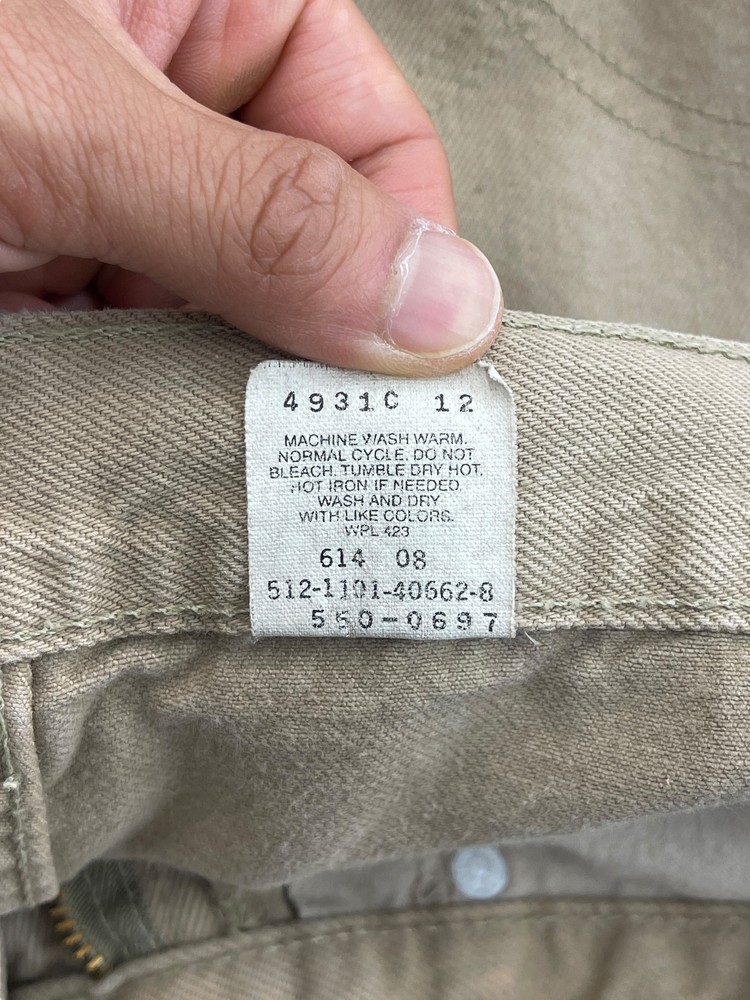 4931C 12
MACHINE WASH WARM.
NORMAL CYCLE. DO NOT
BLEACH. TUMBLE DRY HOT.
HOT IRON IF NEEDED.
WASH AND DRY
WITH LIKE COLORS.
WPL 423
614 08
512-1101-40662-8
550-0697